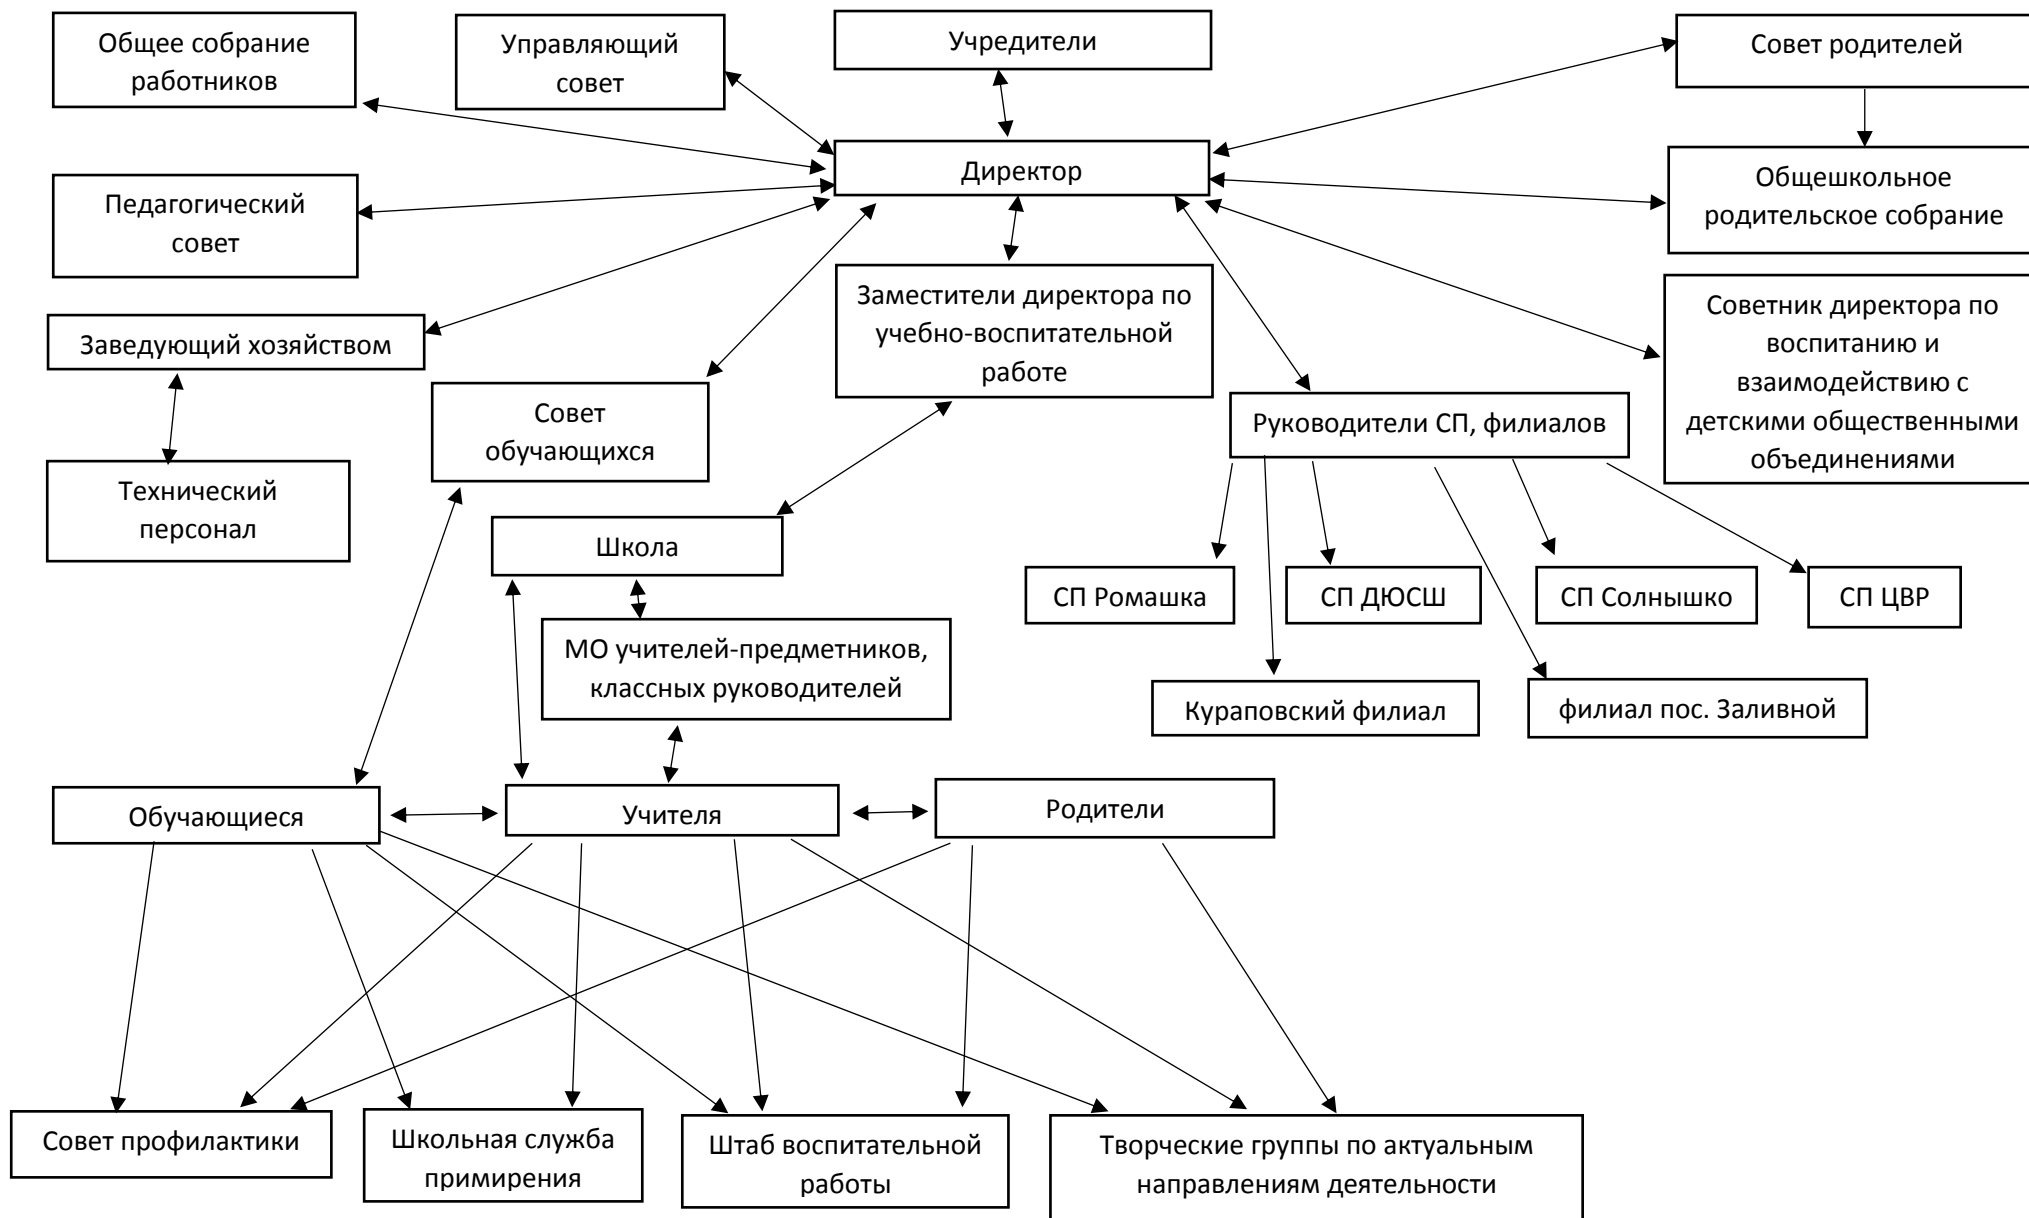 Общее собрание
работников
Управляющий
совет
Учредители
Совет родителей
Директор
Педагогический
совет
Общешкольное
родительское собрание
Заведующий хозяйством
Заместители директора по
учебно-воспитательной
работе
Советник директора по
воспитанию и
взаимодействию с
детскими общественными
объединениями
Совет
обучающихся
Руководители СП, филиалов
Технический
персонал
Школа
СП Ромашка
СП ДЮСШ
СП Солнышко
СП ЦВР
МО учителей-предметников,
классных руководителей
Кураповский филиал
филиал пос. Заливной
Обучающиеся
Учителя
Родители
Совет профилактики
Школьная служба
примирения
Штаб воспитательной
работы
Творческие группы по актуальным
направлениям деятельности